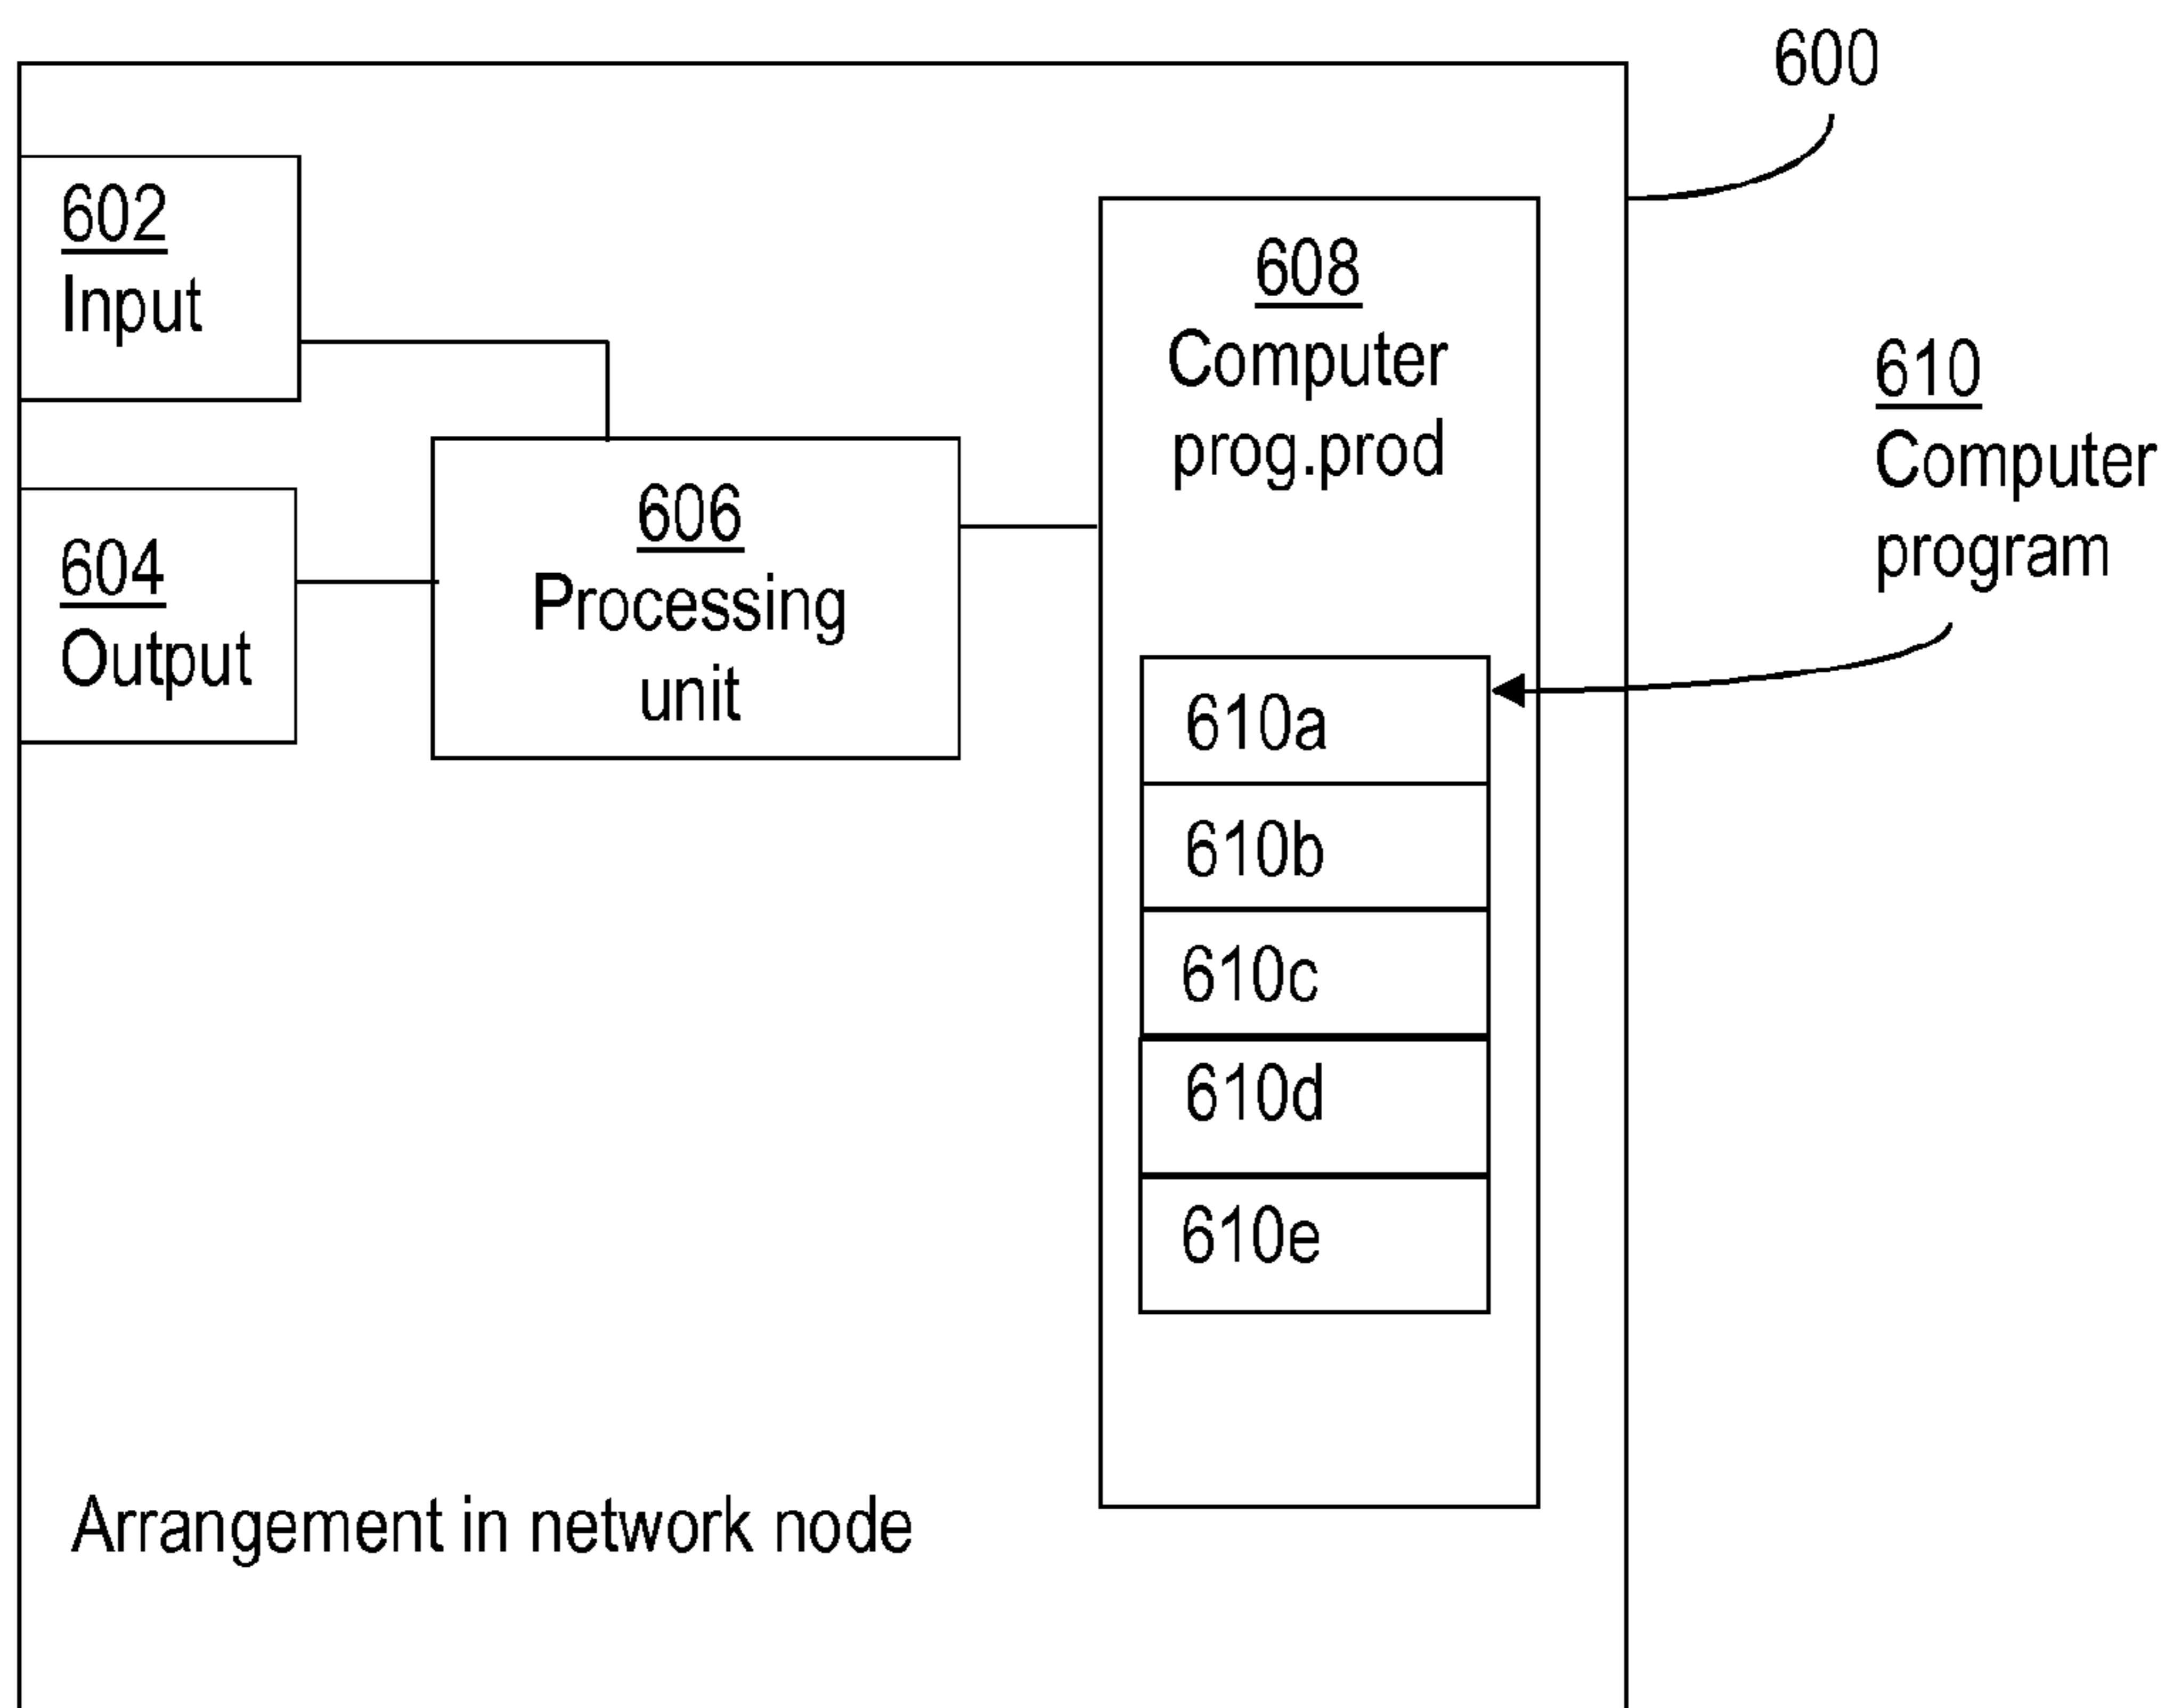 600
602
Input
604
Output
606
Processing
unit
608
Computer
prog.prod
610
Computer
program
610a
610b
610c
610d
610e
Arrangement in network node